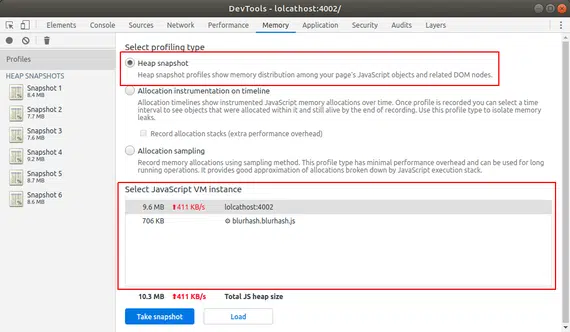 DevTools - lolcathost:4002/
Elements Console Sources Network Performance Memory Application Security Audits
Profiles
HEAP SNAPSHOTS
Snapshot 1
8.4 MB
Snapshot 2
7.7 MB
Snapshot 3
7.6 MB
Snapshot 4
9.2 MB
Snapshot 5
8.7 MB
Snapshot 6
8.6 MB
Select profiling type
Heap snapshot
Heap snapshot profiles show memory distribution among your page's JavaScript objects and related DOM nodes.
Allocation instrumentation on timeline
Allocation timelines show instrumented JavaScript memory allocations over time. Once profile is recorded you can select a time
interval to see objects that were allocated within it and still alive by the end of recording. Use this profile type to isolate memory
leaks.
Record allocation stacks (extra performance overhead)
Allocation sampling
Record memory allocations using sampling method. This profile type has minimal performance overhead and can be used for long
running operations. It provides good approximation of allocations broken down by JavaScript execution stack.
Select JavaScript VM instance
9.6 MB ⬆411 KB/s lolcathost:4002
706 KB ⚙ blurhash.blurhash.js
10.3 MB ⬆411 KB/s Total JS heap size
Take snapshot Load